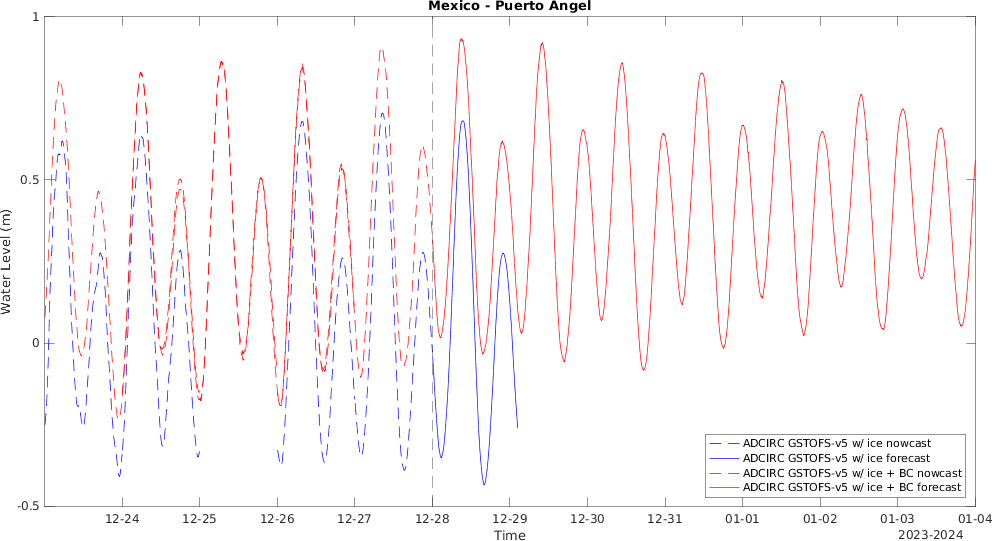 Mexico - Puerto Angel
Water Level (m)
1
0.5
0
-0.5
ADCIRC GSTOFS-v5 w/ ice nowcast
ADCIRC GSTOFS-v5 w/ ice forecast
ADCIRC GSTOFS-v5 w/ ice + BC nowcast
ADCIRC GSTOFS-v5 w/ ice + BC forecast
12-24 12-25 12-26 12-27 12-28 12-29 12-30 12-31 01-01 01-02 01-03 01-04
Time
2023-2024